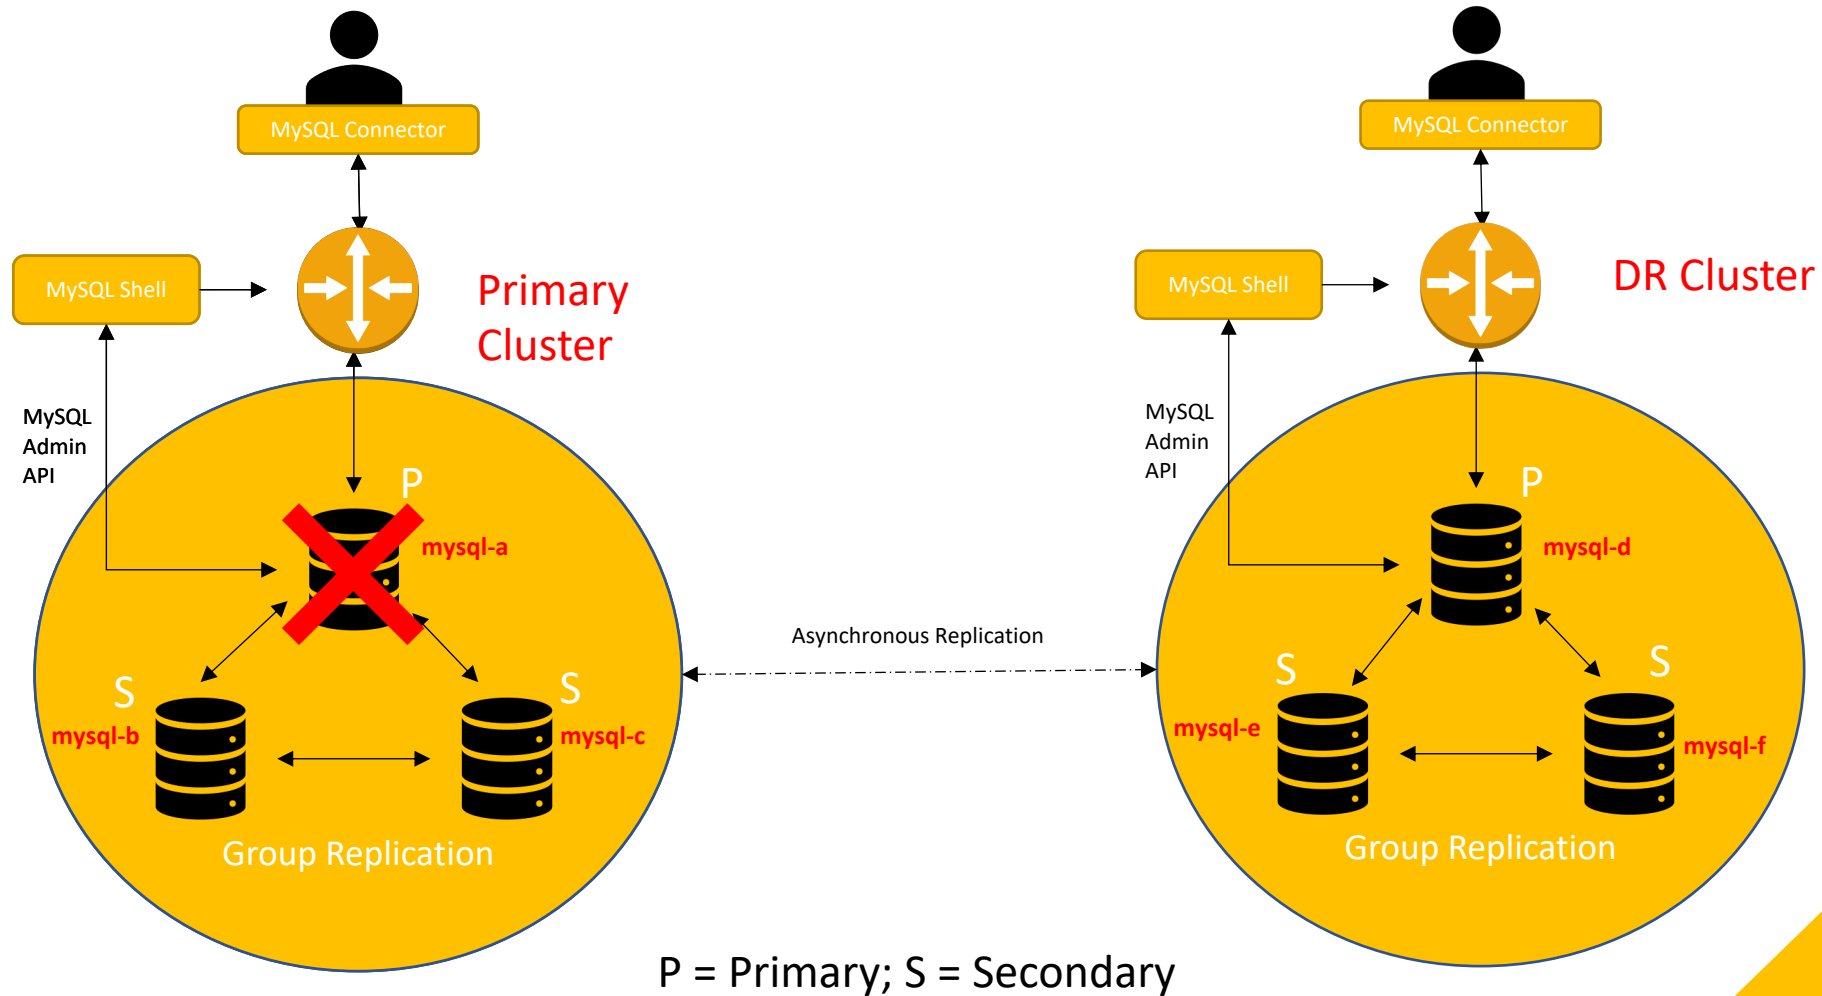 MySQL Connector
MySQL Shell
Primary
Cluster
MySQL
Admin
API
P
mysql-a
S
mysql-b
S
mysql-c
Group Replication
Asynchronous Replication
MySQL Connector
MySQL Shell
DR Cluster
MySQL
Admin
API
P
mysql-d
S
mysql-e
S
mysql-f
Group Replication
P = Primary; S = Secondary